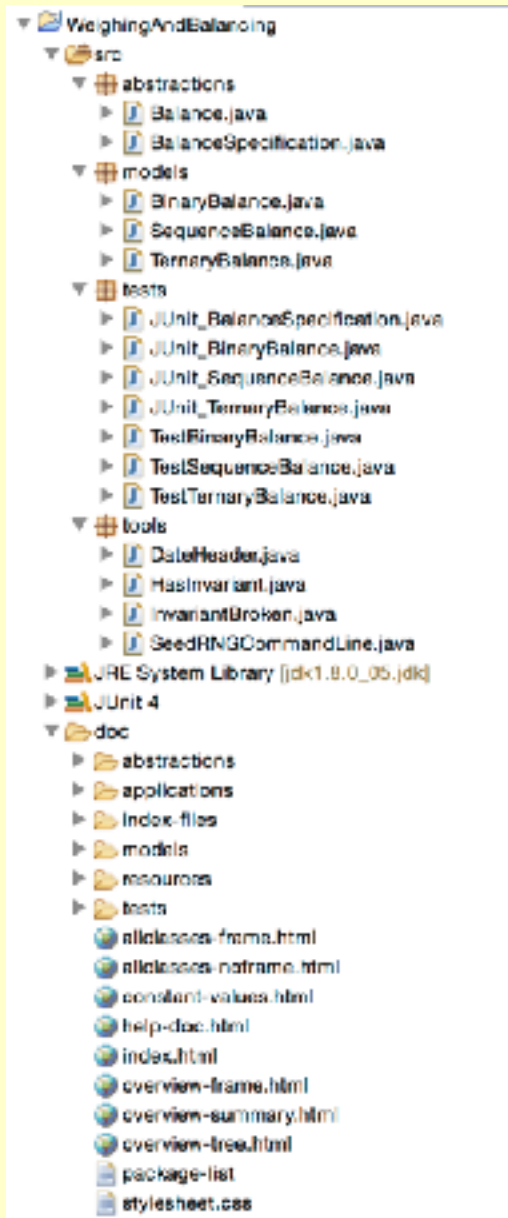 WeighingAndBalancing
src
abstractions
Balance.java
BalanceSpecification.java
models
BinaryBalance.java
SequenceBalance.java
TernaryBalance.java
tests
JUnit_BalanceSpecification.java
JUnit_BinaryBalance.java
JUnit_SequenceBalance.java
JUnit_TernaryBalance.java
TestBinaryBalance.java
TestSequenceBalance.java
TestTernaryBalance.java
tools
DateHeader.java
HasInvariant.java
InvariantBroken.java
SeedRNGCommandLine.java
JRE System Library [jdk1.8.0_05.jdk]
JUnit 4
doc
abstractions
applications
index-files
models
resources
tests
allclasses-frame.html
allclasses-noframe.html
constant-values.html
help-doc.html
index.html
overview-frame.html
overview-summary.html
overview-tree.html
package-list
stylesheet.css